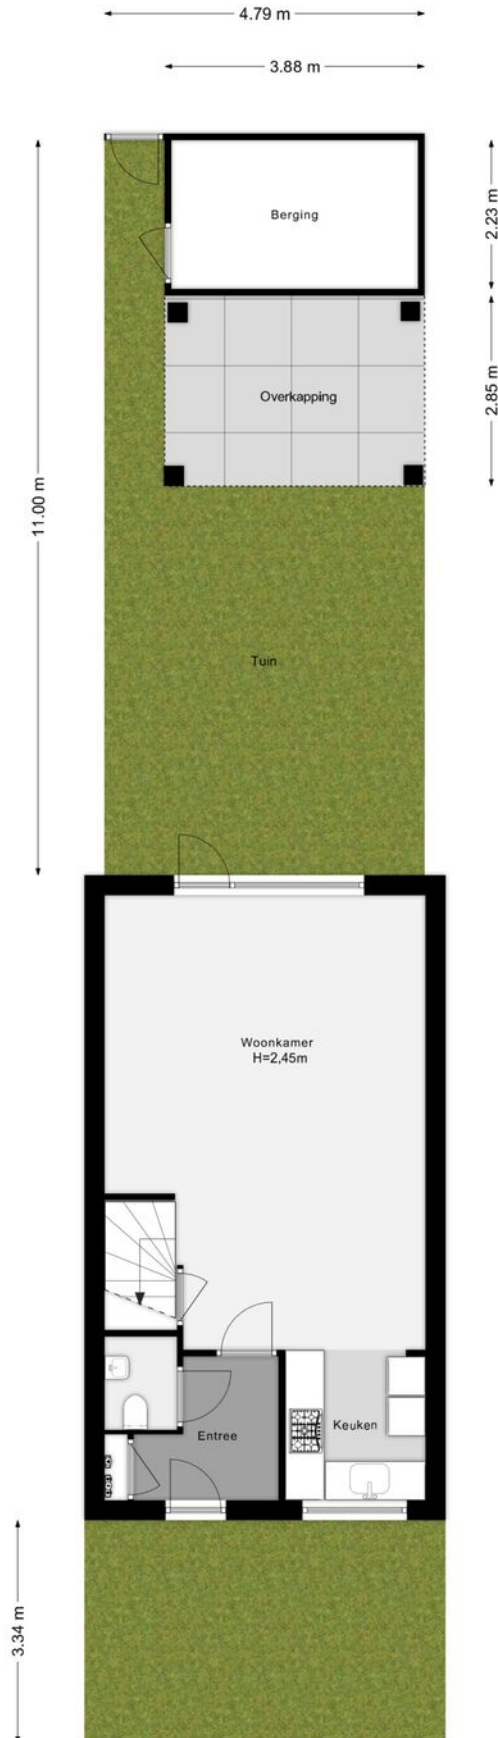 4.79 m
3.88 m
Berging
2.23 m
Overkapping
2.85 m
11.00 m
Tuin
Woonkamer
H=2,45m
Keuken
Entree
3.34 m